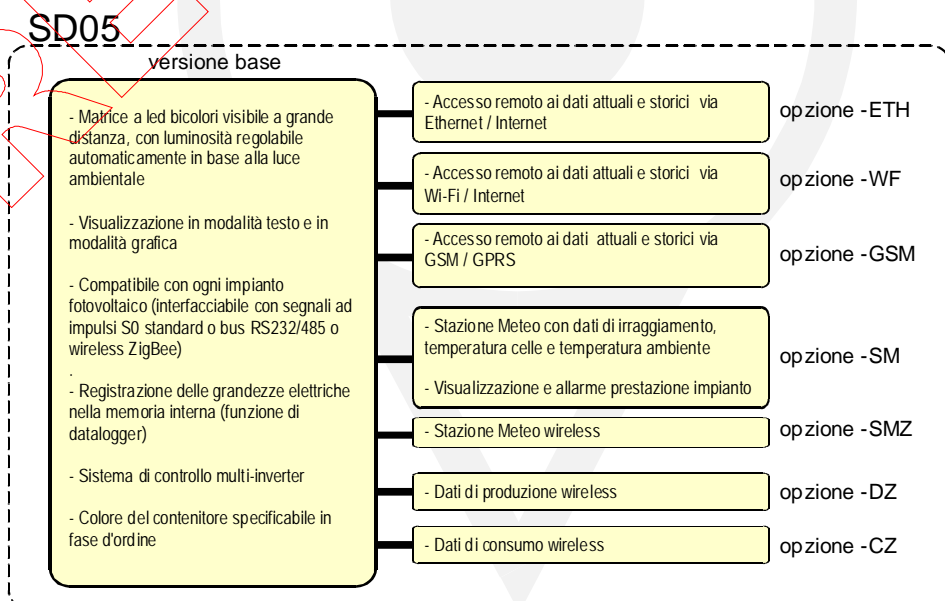 SD05
versione base
- Matrice a led bicolori visibile a grande
distanza, con luminosità regolabile
automaticamente in base alla luce
ambientale
- Visualizzazione in modalità testo e in
modalità grafica
- Compatibile con ogni impianto
fotovoltaico (interfacciabile con segnali ad
impulsi S0 standard o bus RS232/485 o
wireless ZigBee)
.
- Registrazione delle grandezze elettriche
nella memoria interna (funzione di
datalogger)
- Sistema di controllo multi-inverter
- Colore del contenitore specificabile in
fase d'ordine
- Accesso remoto ai dati attuali e storici via
Ethernet / Internet
opzione -ETH
- Accesso remoto ai dati attuali e storici via
Wi-Fi / Internet
opzione -WF
- Accesso remoto ai dati attuali e storici via
GSM / GPRS
opzione -GSM
- Stazione Meteo con dati di irraggiamento,
temperatura celle e temperatura ambiente
- Visualizzazione e allarme prestazione impianto
opzione -SM
- Stazione Meteo wireless
opzione -SMZ
- Dati di produzione wireless
opzione -DZ
- Dati di consumo wireless
opzione -CZ